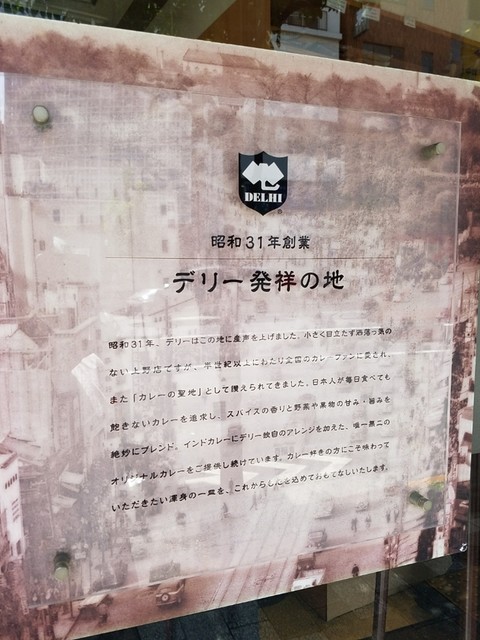 DELHI
昭和31年創業
デリー発祥の地
昭和31年、デリーはこの地に産声を上げました。小さく目立たず洒落っ気の
ない上野店ですが、半世紀以上にわたり全国のカレーファンに愛され、
また「カレーの聖地」として讃えられてきました。日本人が毎日食べても
飽きないカレーを追求し、スパイスの香りと野菜や果物の甘み・旨みを
絶妙にブレンド。インドカレーにデリー独自のアレンジを加えた、唯一無二の
オリジナルカレーをご提供し続けています。カレー好きの方にこそ味わって
いただきたい渾身の一皿を、これからも心を込めておもてなしいたします。